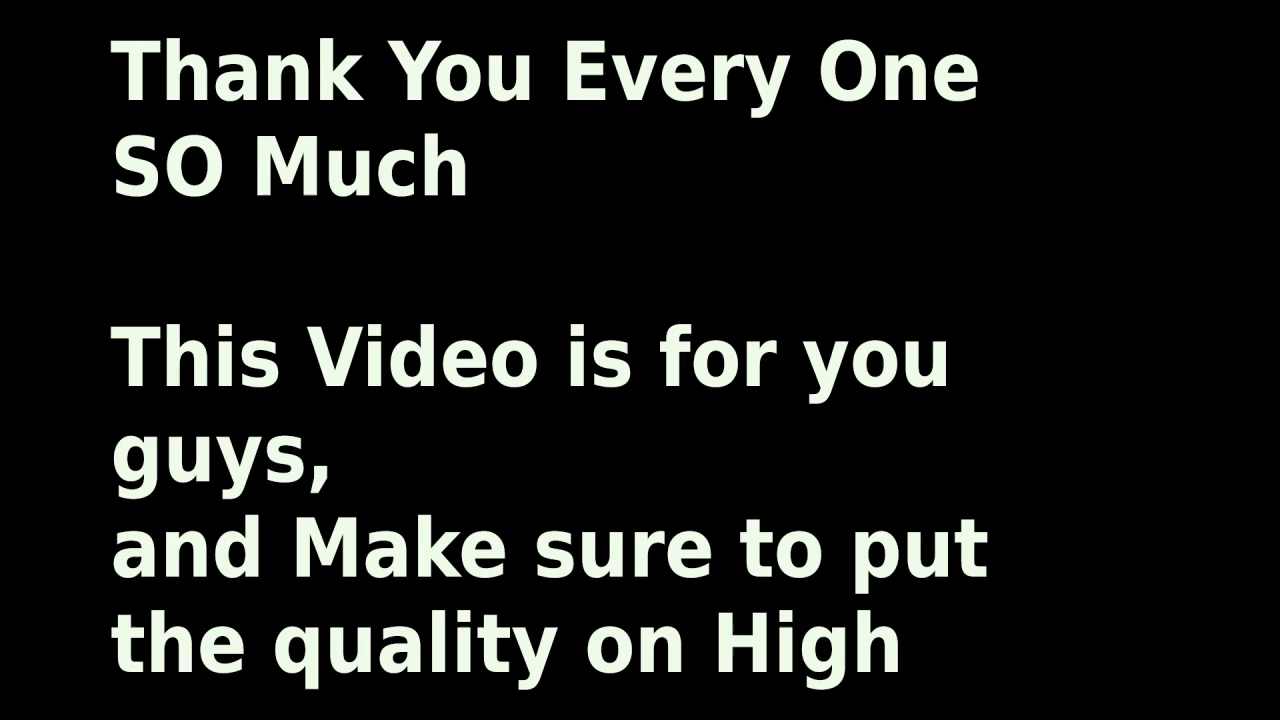 Thank You Every One
SO Much
This Video is for you
guys,
and Make sure to put
the quality on High